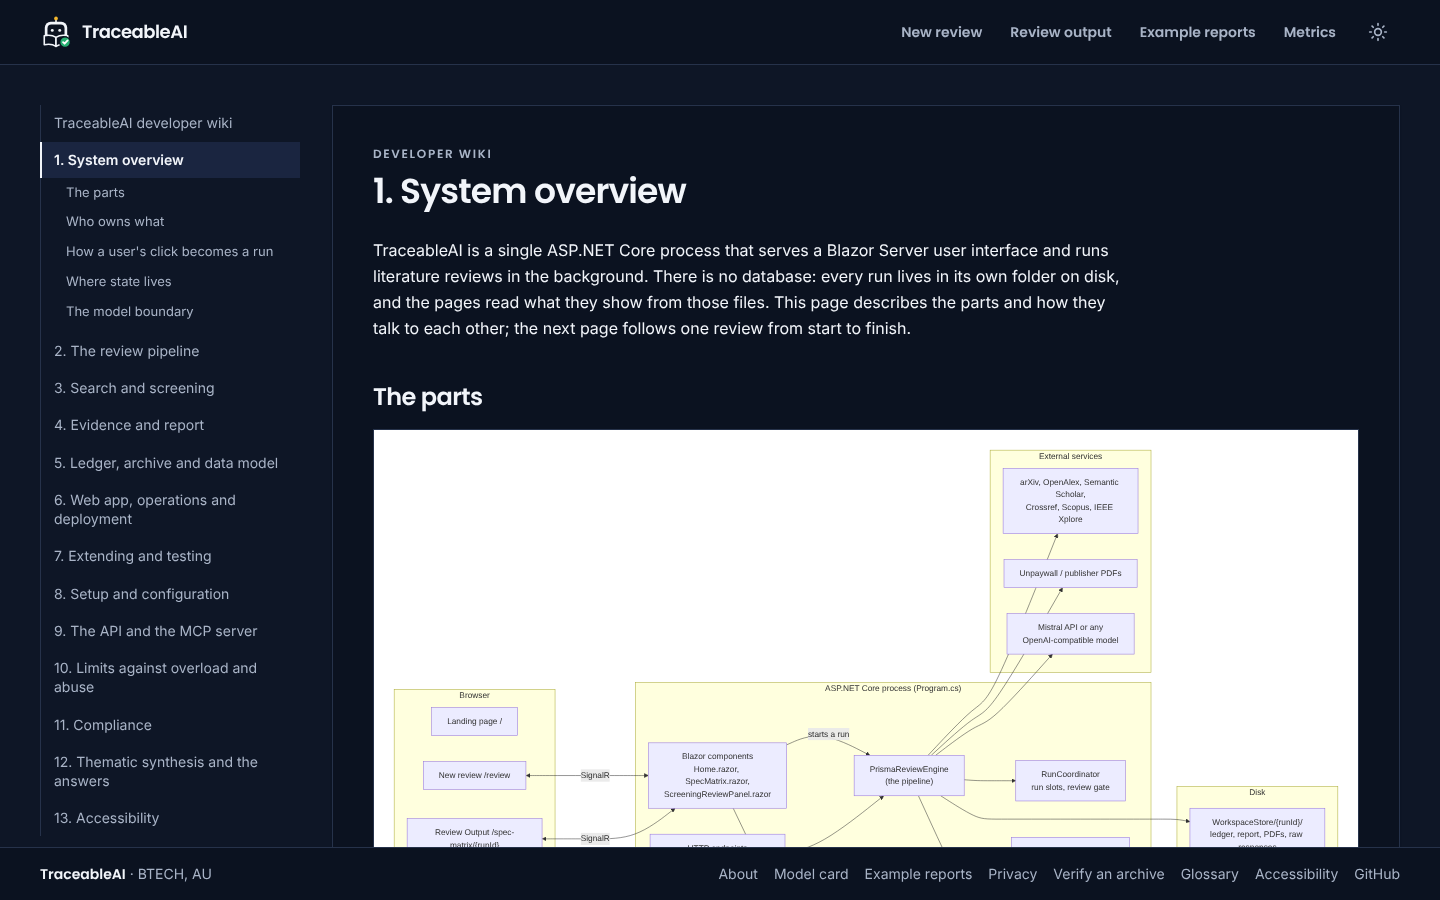 TraceableAI
New review
Review output
Example reports
Metrics
TraceableAI developer wiki
1. System overview
The parts
Who owns what
How a user's click becomes a run
Where state lives
The model boundary
2. The review pipeline
3. Search and screening
4. Evidence and report
5. Ledger, archive and data model
6. Web app, operations and
deployment
7. Extending and testing
8. Setup and configuration
9. The API and the MCP server
10. Limits against overload and
abuse
11. Compliance
12. Thematic synthesis and the
answers
13. Accessibility
DEVELOPER WIKI
1. System overview
TraceableAI is a single ASP.NET Core process that serves a Blazor Server user interface and runs
literature reviews in the background. There is no database: every run lives in its own folder on disk,
and the pages read what they show from those files. This page describes the parts and how they
talk to each other; the next page follows one review from start to finish.
The parts
External services
arXiv, OpenAlex, Semantic
Scholar,
Crossref, Scopus, IEEE
Xplore
Unpaywall / publisher PDFs
Mistral API or any
OpenAI-compatible model
ASP.NET Core process (Program.cs)
Browser
Landing page /
New review /review
SignalR
Blazor components
Home.razor,
SpecMatrix.razor,
ScreeningReviewPanel.razor
starts a run
PrismaReviewEngine
(the pipeline)
RunCoordinator
run slots, review gate
Disk
WorkspaceStore/{runId}/
ledger, report, PDFs, raw
Review Output /spec-
matrix/{runId}
SignalR
TraceableAI · BTECH, AU
About
Model card
Example reports
Privacy
Verify an archive
Glossary
Accessibility
GitHub